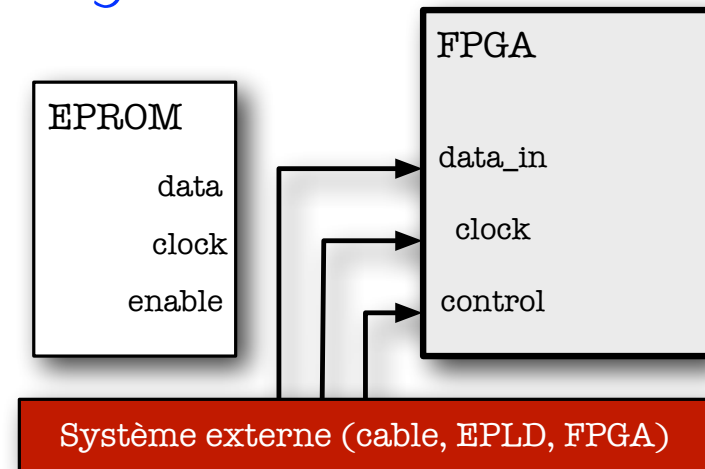 EPROM
data
clock
enable
FPGA
data_in
clock
control
Système externe (cable, EPLD, FPGA)